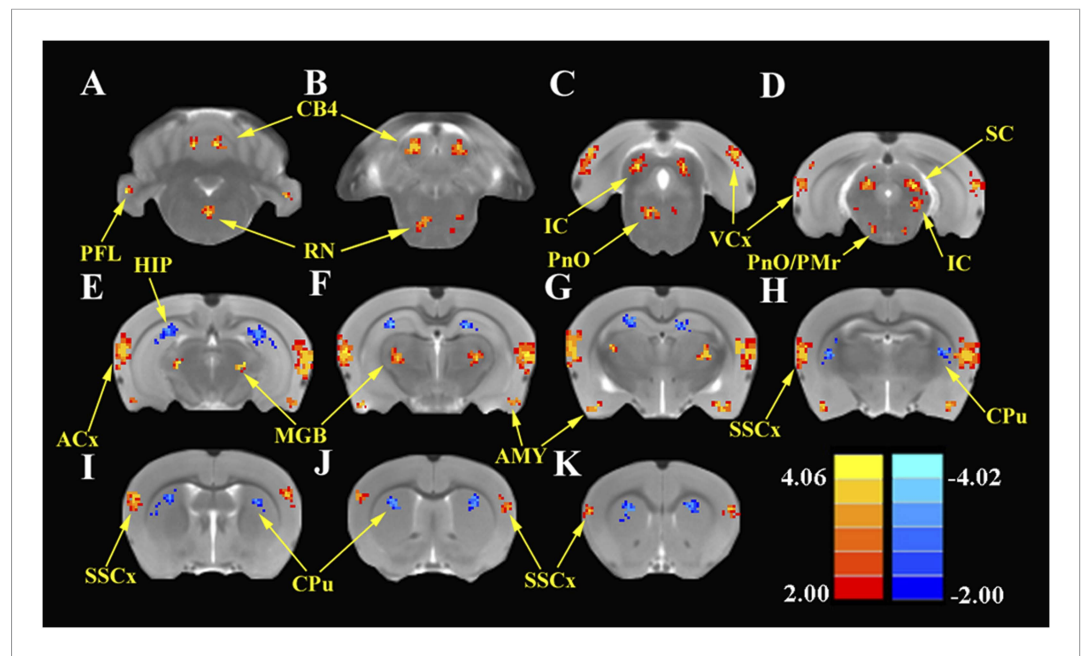 A
B
C
D
CB4
SC
PFL
RN
IC
PnO
VCx
PnO/PMr
IC
HIP
E
F
G
H
ACx
MGB
AMY
SSCx
CPu
I
J
K
4.06
-4.02
SSCx
CPu
SSCx
2.00
-2.00